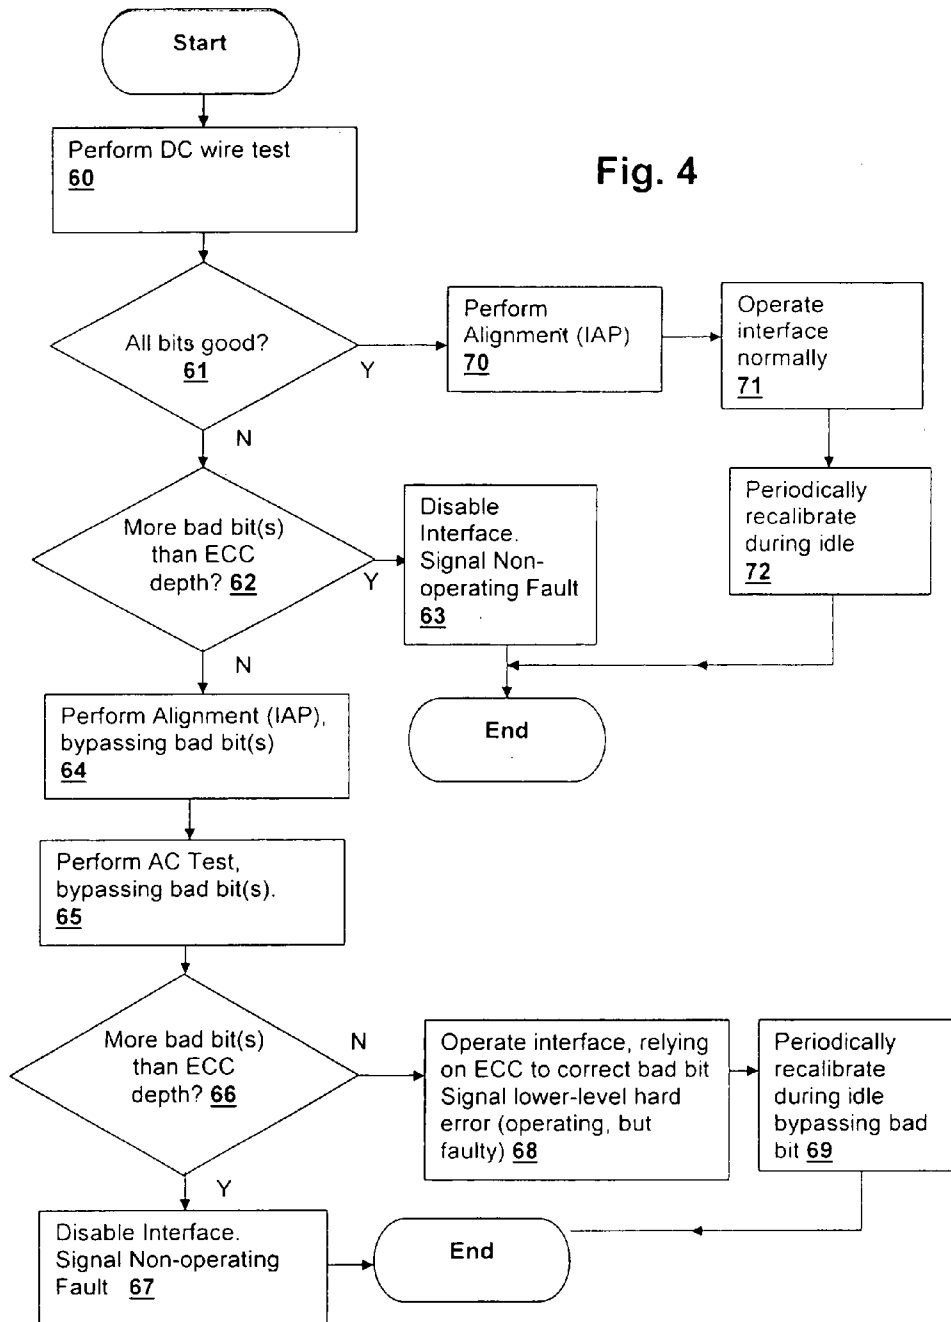 Start
Perform DC wire test
60
Fig. 4
All bits good?
61
Y
N
Perform
Alignment (IAP)
70
Operate
interface
normally
71
More bad bit(s)
than ECC
depth? 62
Y
N
Disable
Interface.
Signal Non-
operating Fault
63
Periodically
recalibrate
during idle
72
End
Perform Alignment (IAP),
bypassing bad bit(s)
64
Perform AC Test,
bypassing bad bit(s).
65
More bad bit(s)
than ECC
depth? 66
N
Y
Operate interface, relying
on ECC to correct bad bit
Signal lower-level hard
error (operating, but
faulty) 68
Periodically
recalibrate
during idle
bypassing bad
bit 69
Disable Interface.
Signal Non-operating
Fault 67
End